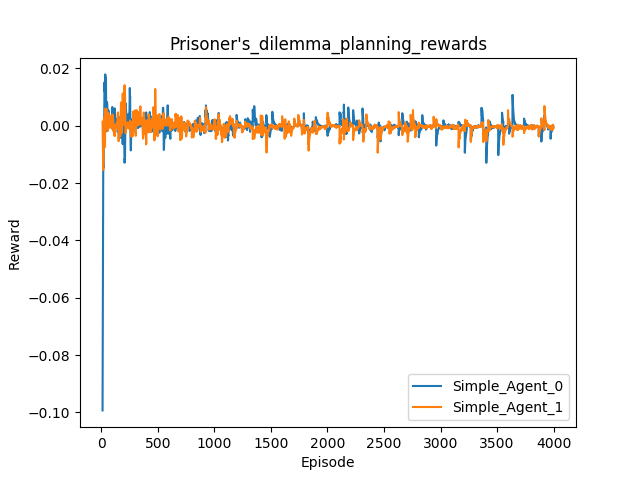 Prisoner's_dilemma_planning_rewards
0.02
0.00
−0.02
−0.04
−0.06
−0.08
−0.10
Reward
0 500 1000 1500 2000 2500 3000 3500 4000
Episode
Simple_Agent_0
Simple_Agent_1